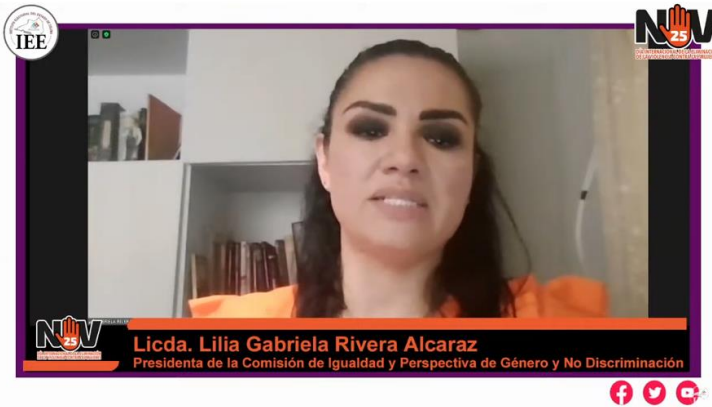 IEE
NOV
25
NOV
25
Licda. Lilia Gabriela Rivera Alcaraz
Presidenta de la Comisión de Igualdad y Perspectiva de Género y No Discriminación